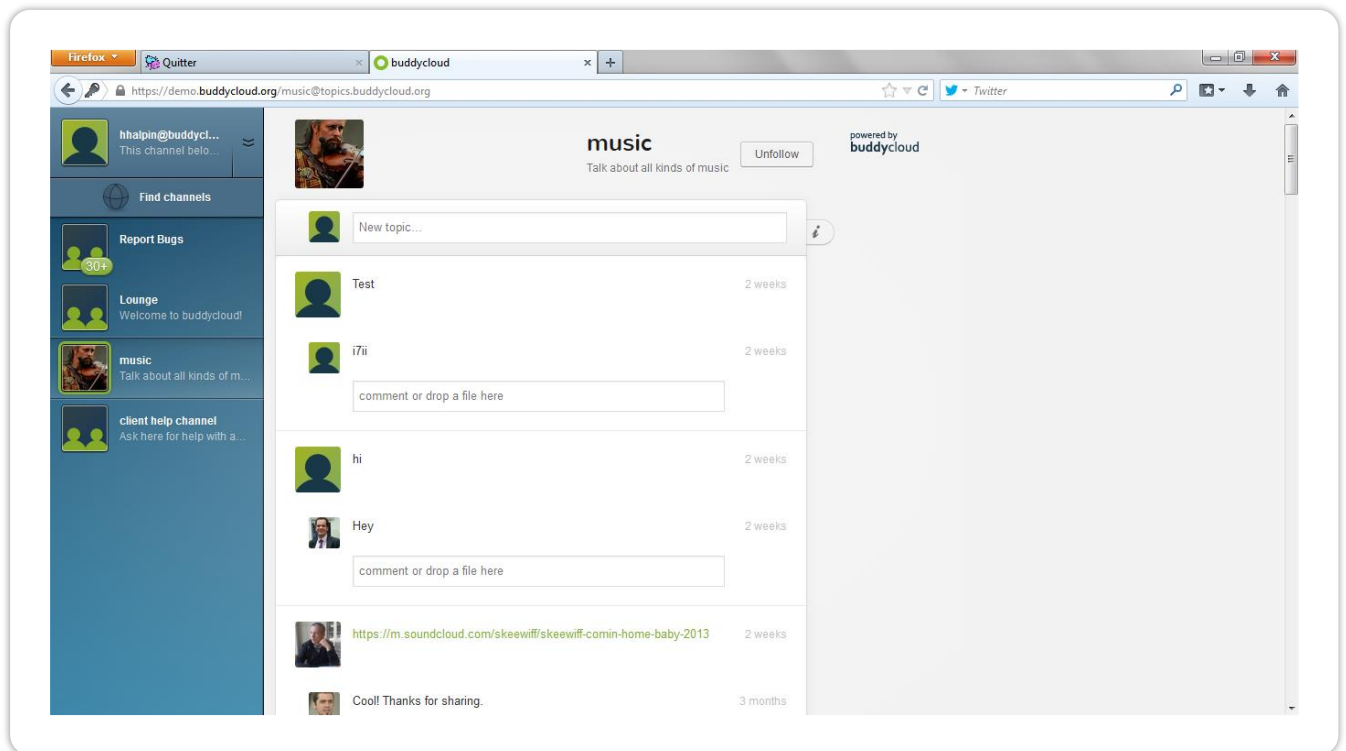 Firefox
Quitter
buddycloud
https://demo.buddycloud.org/music@topics.buddycloud.org
Twitter
hhalpin@buddycl...
This channel belo...
Find channels
Report Bugs
30+
Lounge
Welcome to buddycloud!
music
Talk about all kinds of m...
client help channel
Ask here for help with a...
music
Talk about all kinds of music
Unfollow
powered by
buddycloud
New topic...
i
Test 2 weeks
i7ii 2 weeks
comment or drop a file here
hi 2 weeks
Hey 2 weeks
comment or drop a file here
https://m.soundcloud.com/skeewiff/skeewiff-comin-home-baby-2013 2 weeks
Cool! Thanks for sharing. 3 months